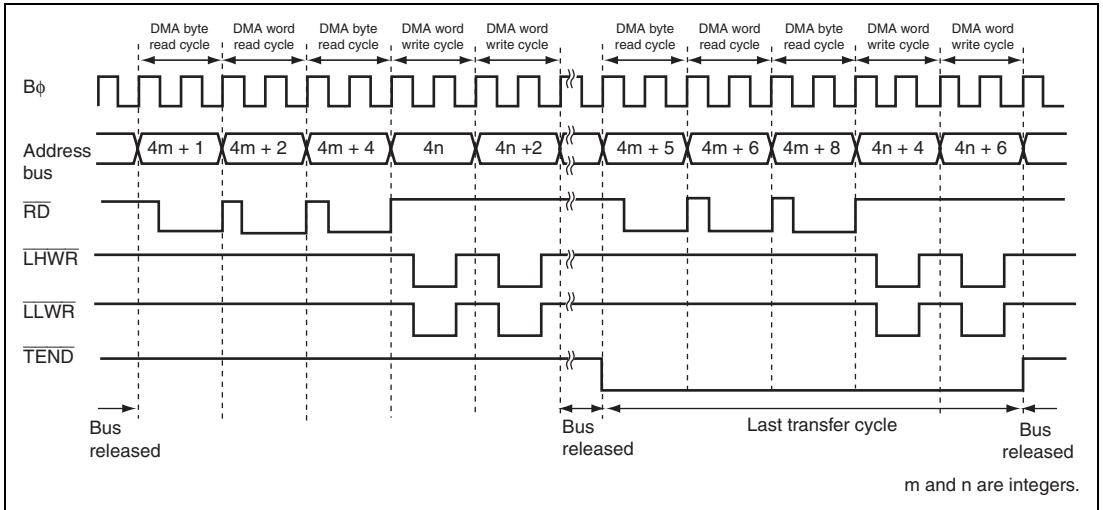 DMA byte read cycle DMA word read cycle DMA byte read cycle DMA word write cycle DMA word write cycle DMA byte read cycle DMA word read cycle DMA byte read cycle DMA word write cycle DMA word write cycle
Bϕ
Address bus 4m + 1 4m + 2 4m + 4 4n 4n +2 4m + 5 4m + 6 4m + 8 4n + 4 4n + 6
RD
LHWR
LLWR
TEND
Bus released Bus released Last transfer cycle Bus released
m and n are integers.